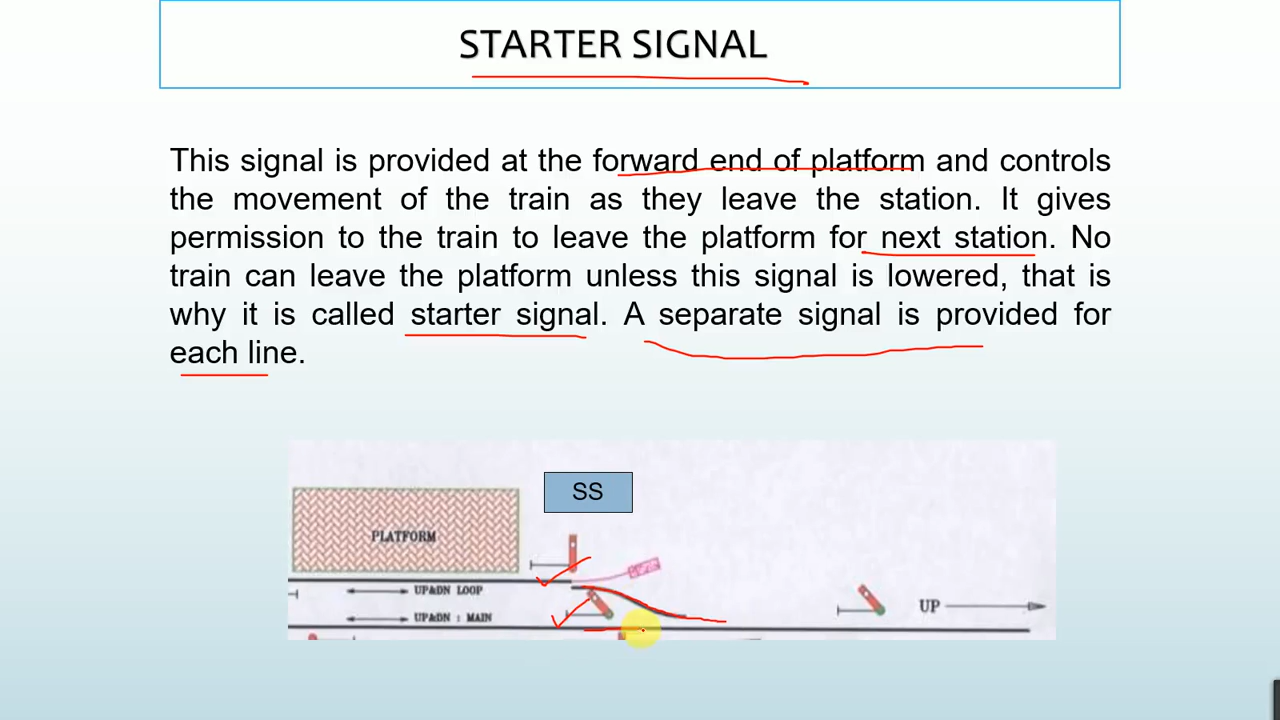 STARTER SIGNAL
This signal is provided at the forward end of platform and controls
the movement of the train as they leave the station. It gives
permission to the train to leave the platform for next station. No
train can leave the platform unless this signal is lowered, that is
why it is called starter signal. A separate signal is provided for
each line.
SS
PLATFORM
UP&DN LOOP
UP&DN : MAIN
UP